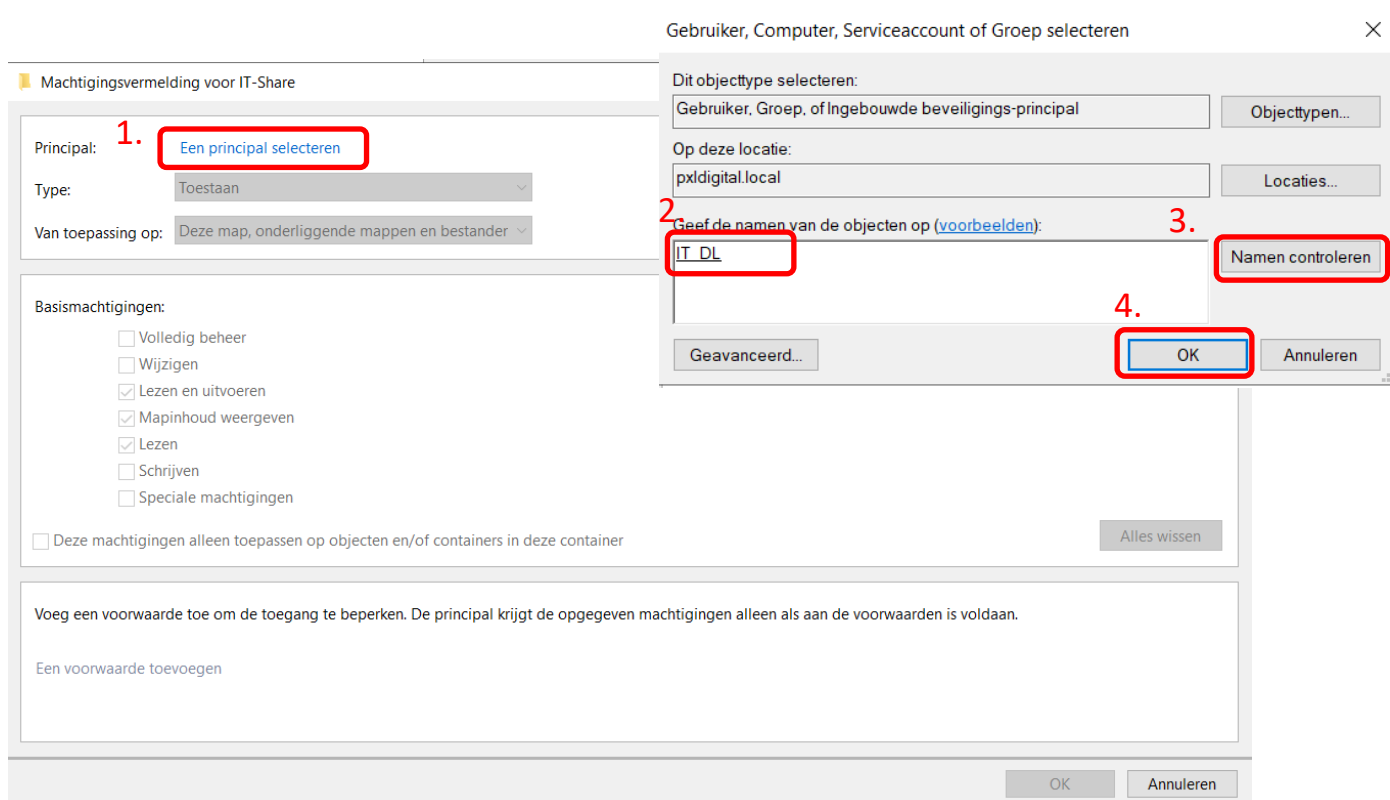 Gebruiker, Computer, Serviceaccount of Groep selecteren
Dit objecttype selecteren:
Gebruiker, Groep, of Ingebouwde beveiligings-principal
Objecttypen...
Op deze locatie:
pxldigital.local
Locaties...
2.
Geef de namen van de objecten op (voorbeelden):
3.
IT_DL
Namen controleren
4.
Geavanceerd...
OK
Annuleren
Machtigingsvermelding voor IT-Share
1.
Principal:
Een principal selecteren
Type:
Toestaan
Van toepassing op:
Deze map, onderliggende mappen en bestander
Basismachtigingen:
Volledig beheer
Wijzigen
Lezen en uitvoeren
Mapinhoud weergeven
Lezen
Schrijven
Speciale machtigingen
Deze machtigingen alleen toepassen op objecten en/of containers in deze container
Alles wissen
Voeg een voorwaarde toe om de toegang te beperken. De principal krijgt de opgegeven machtigingen alleen als aan de voorwaarden is voldaan.
Een voorwaarde toevoegen
OK
Annuleren